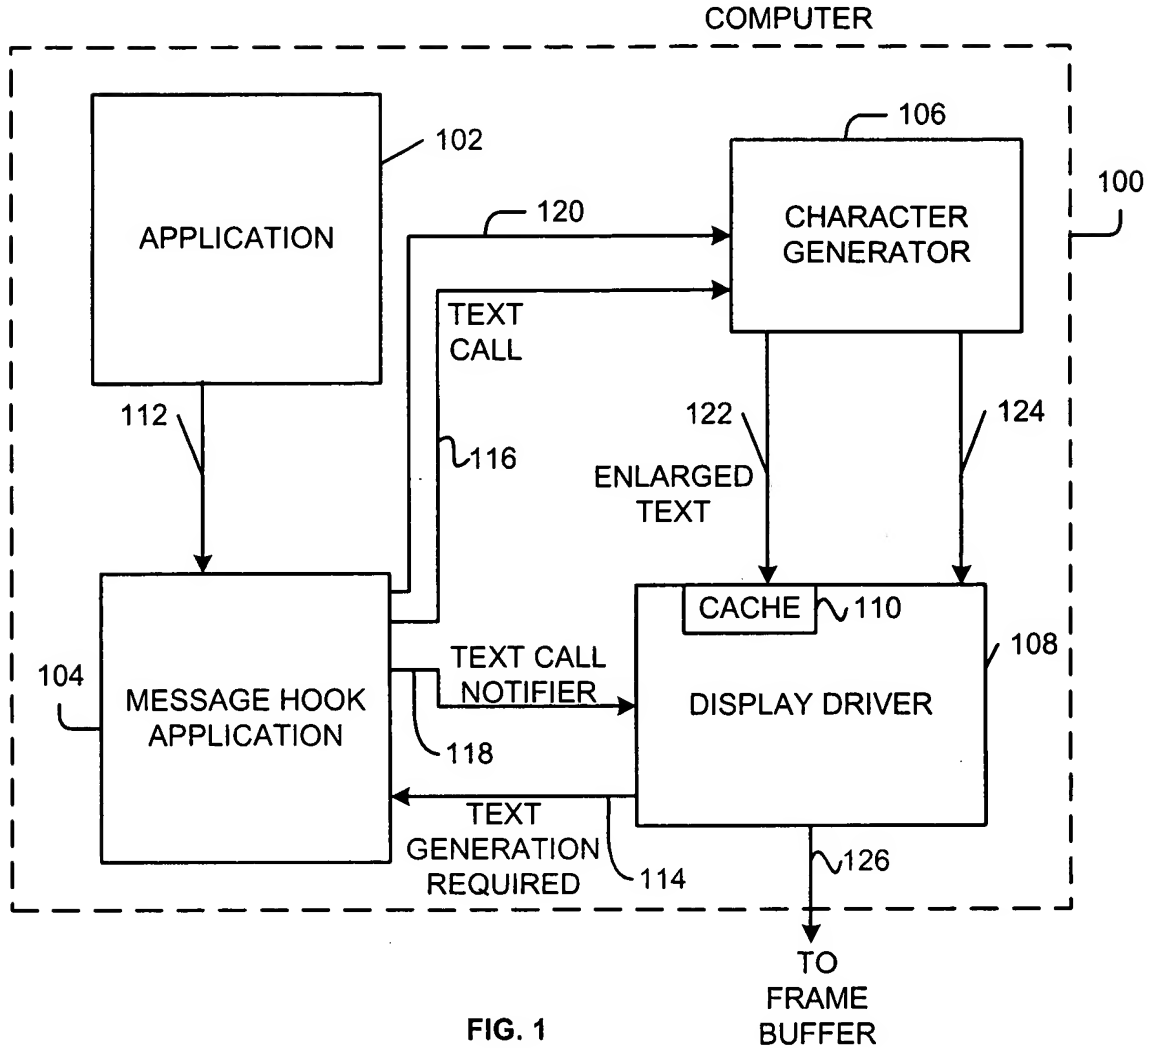 COMPUTER
102
106
100
APPLICATION
120
CHARACTER
GENERATOR
TEXT
CALL
112
116
122
124
ENLARGED
TEXT
CACHE
110
108
104
MESSAGE HOOK
APPLICATION
TEXT CALL
NOTIFIER
DISPLAY DRIVER
118
TEXT
GENERATION
REQUIRED
114
126
TO
FRAME
BUFFER
FIG. 1